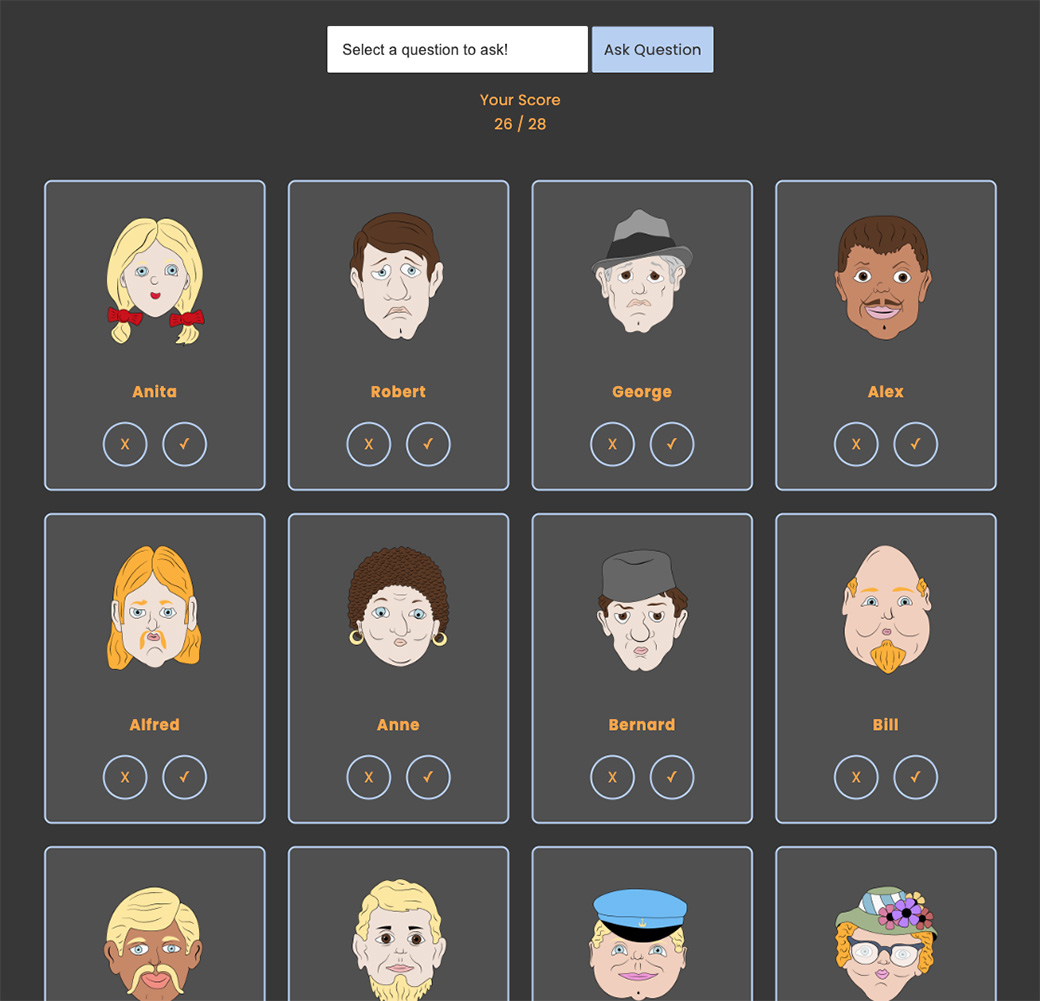 Select a question to ask!
Ask Question
Your Score
26 / 28
Anita
Robert
George
Alex
X ✓
X ✓
X ✓
X ✓
Alfred
Anne
Bernard
Bill
X ✓
X ✓
X ✓
X ✓